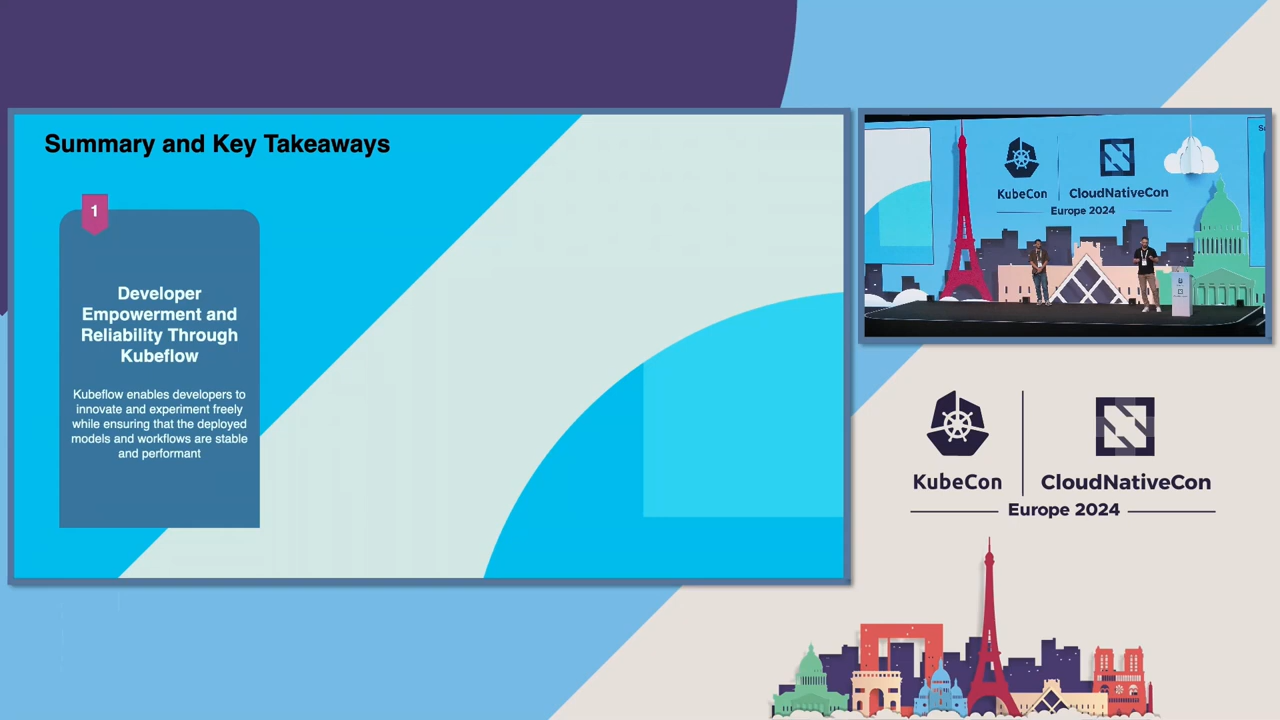 Summary and Key Takeaways
1
Developer
Empowerment and
Reliability Through
Kubeflow
Kubeflow enables developers to
innovate and experiment freely
while ensuring that the deployed
models and workflows are stable
and performant
KubeCon
CloudNativeCon
Europe 2024
KubeCon
CloudNativeCon
Europe 2024